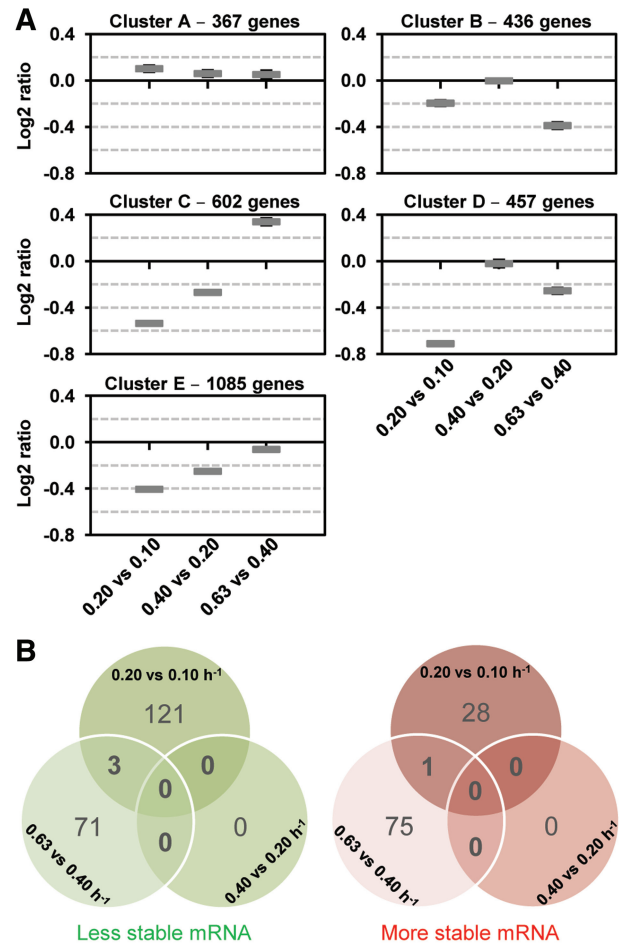 A
Cluster A – 367 genes
Cluster B – 436 genes
Log2 ratio
0.4
0.0
-0.4
-0.8
0.4
0.0
-0.4
-0.8
Cluster C – 602 genes
Cluster D – 457 genes
Log2 ratio
0.4
0.0
-0.4
-0.8
0.4
0.0
-0.4
-0.8
0.20 vs 0.10
0.40 vs 0.20
0.63 vs 0.40
Cluster E – 1085 genes
Log2 ratio
0.4
0.0
-0.4
-0.8
0.20 vs 0.10
0.40 vs 0.20
0.63 vs 0.40
B
0.20 vs 0.10 h-1
121
3
0
0
71
0
0
0.63 vs 0.40 h-1
0.40 vs 0.20 h-1
Less stable mRNA
0.20 vs 0.10 h-1
28
1
0
0
75
0
0
0.63 vs 0.40 h-1
0.40 vs 0.20 h-1
More stable mRNA